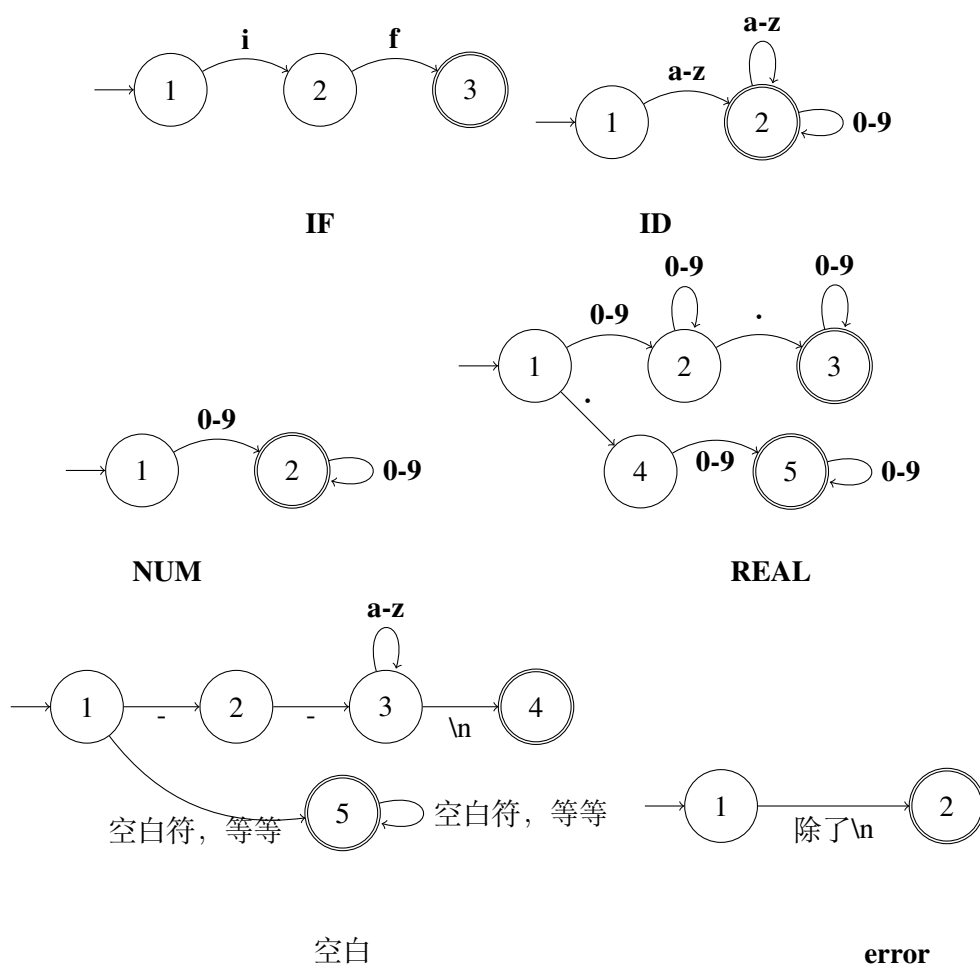 i f
1 2 3
a-z
a-z
1 2 0-9
IF ID
0-9 0-9
0-9 .
1 2 3
.
0-9
1 2 0-9
4 0-9 5 0-9
NUM REAL
a-z
1 - 2 - 3 \n 4
5 空白符，等等
空白符，等等
1 除了\n 2
空白 error